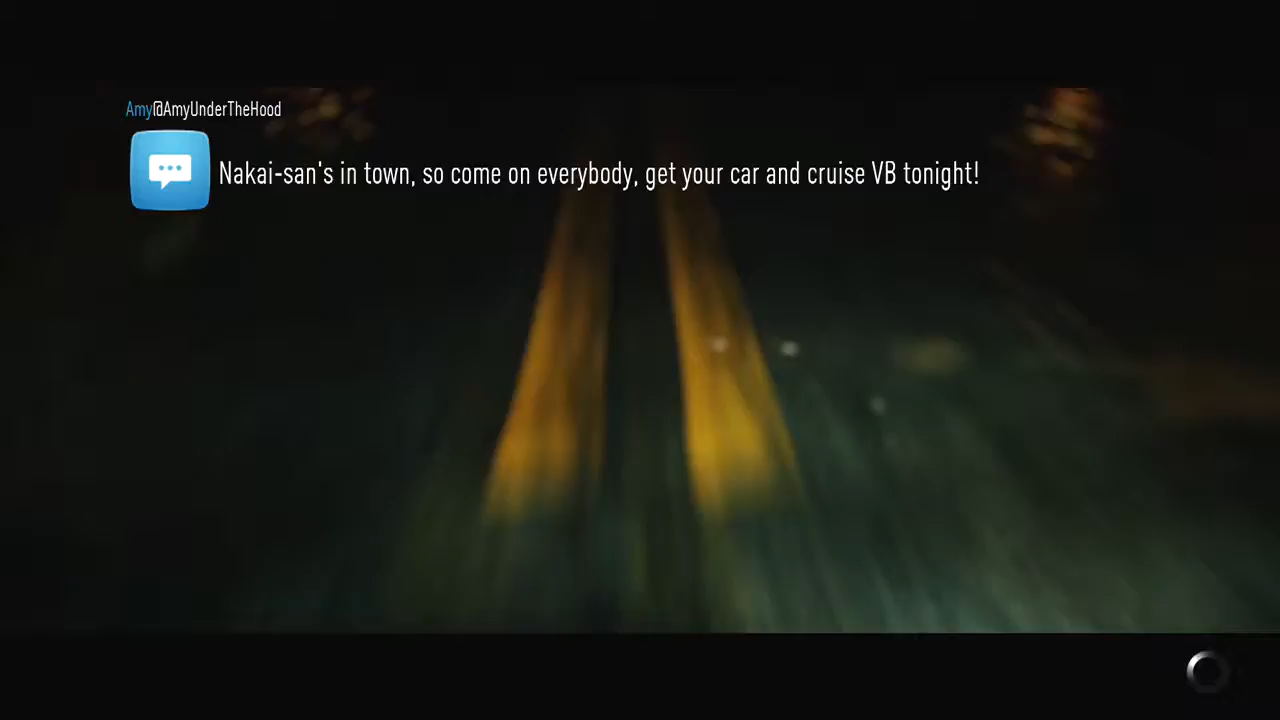 Amy@AmyUnderTheHood
Nakai-san's in town, so come on everybody, get your car and cruise VB tonight!